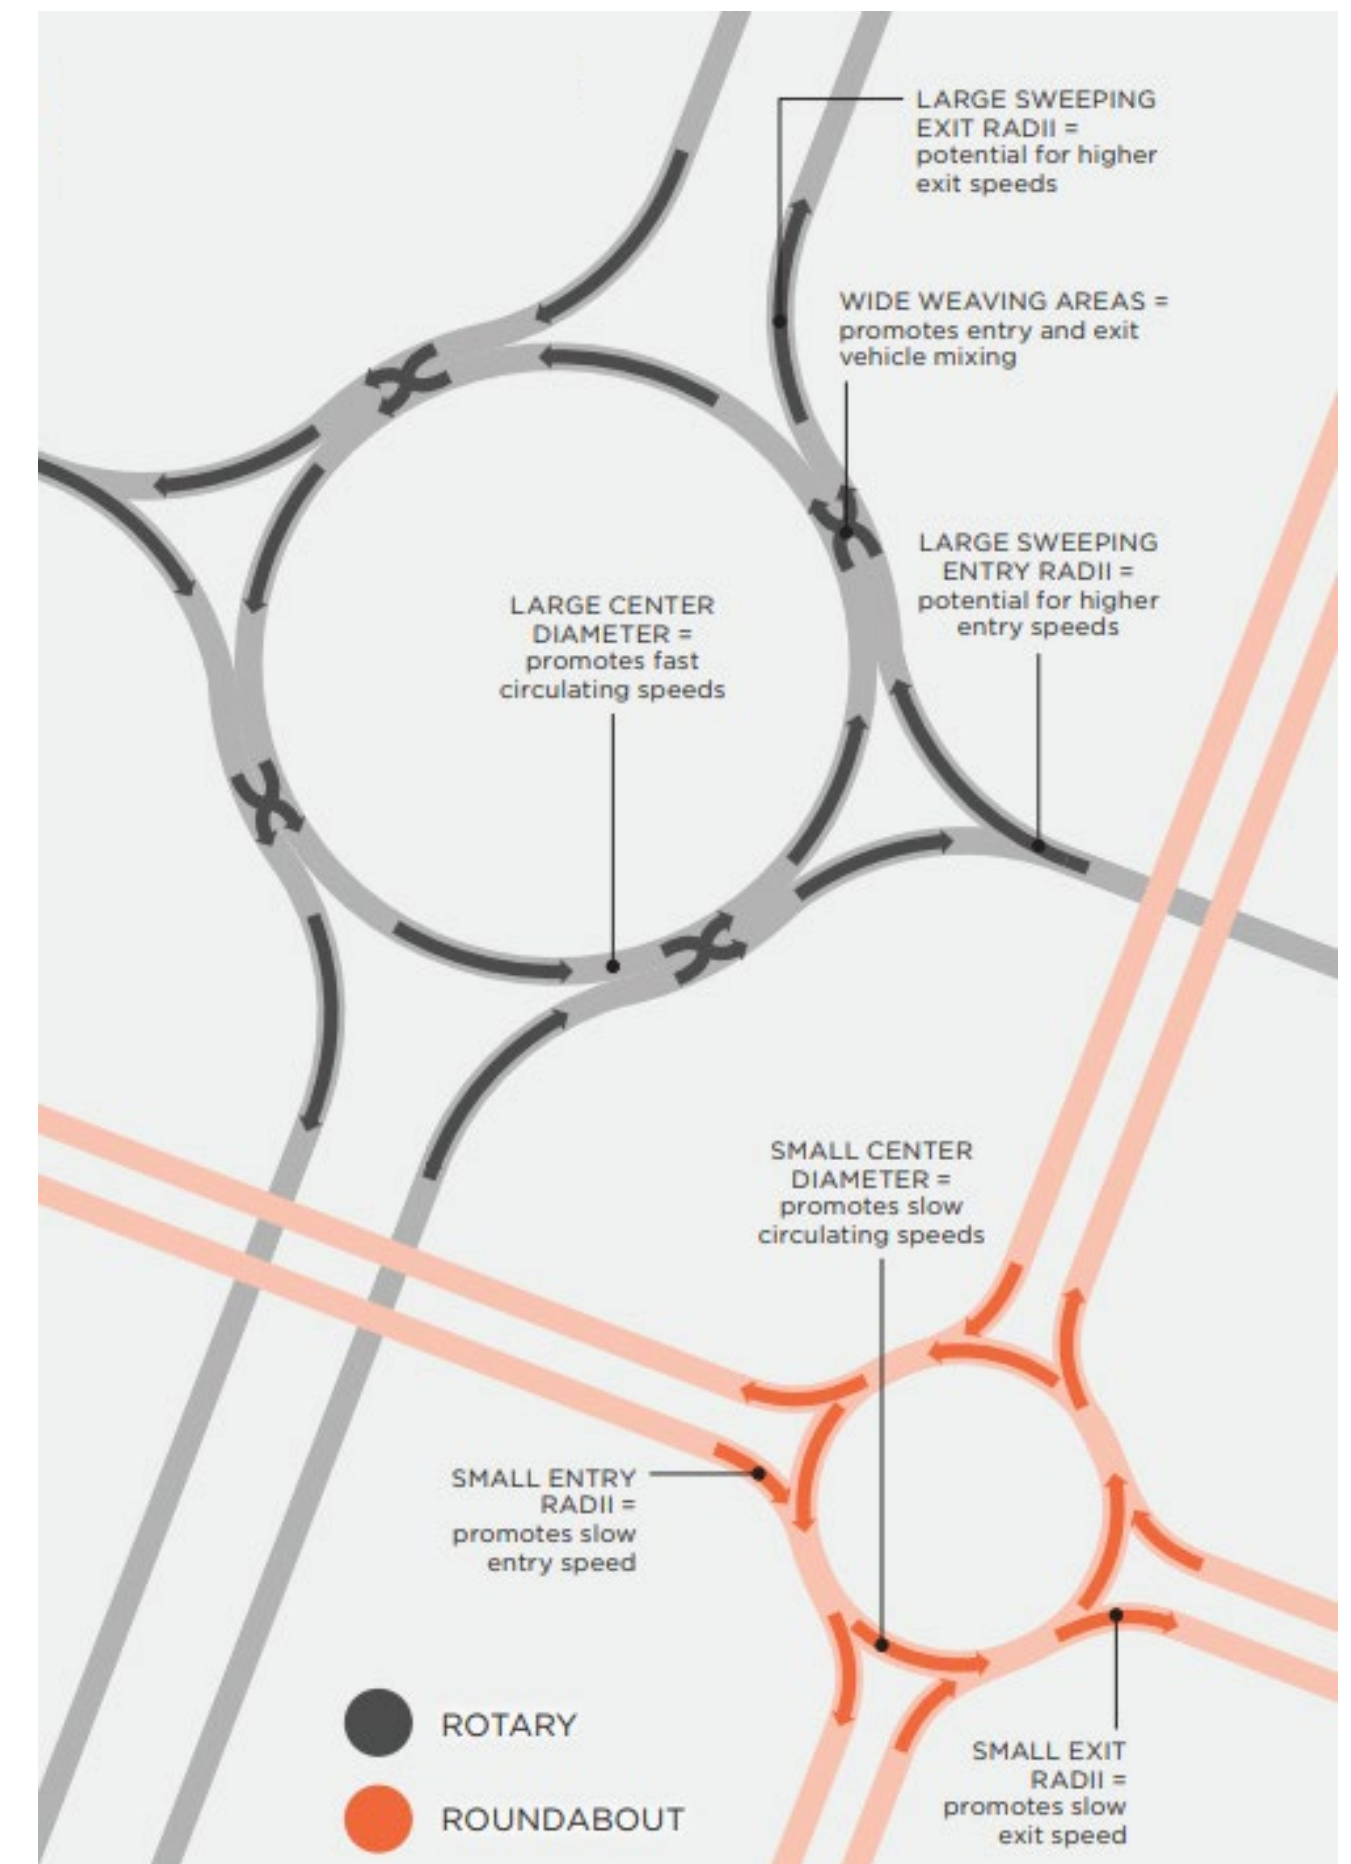 LARGE SWEEPING
EXIT RADII =
potential for higher
exit speeds
WIDE WEAVING AREAS =
promotes entry and exit
vehicle mixing
LARGE SWEEPING
ENTRY RADII =
potential for higher
entry speeds
LARGE CENTER
DIAMETER =
promotes fast
circulating speeds
SMALL CENTER
DIAMETER =
promotes slow
circulating speeds
SMALL ENTRY
RADII =
promotes slow
entry speed
SMALL EXIT
RADII =
promotes slow
exit speed
ROTARY
ROUNDABOUT